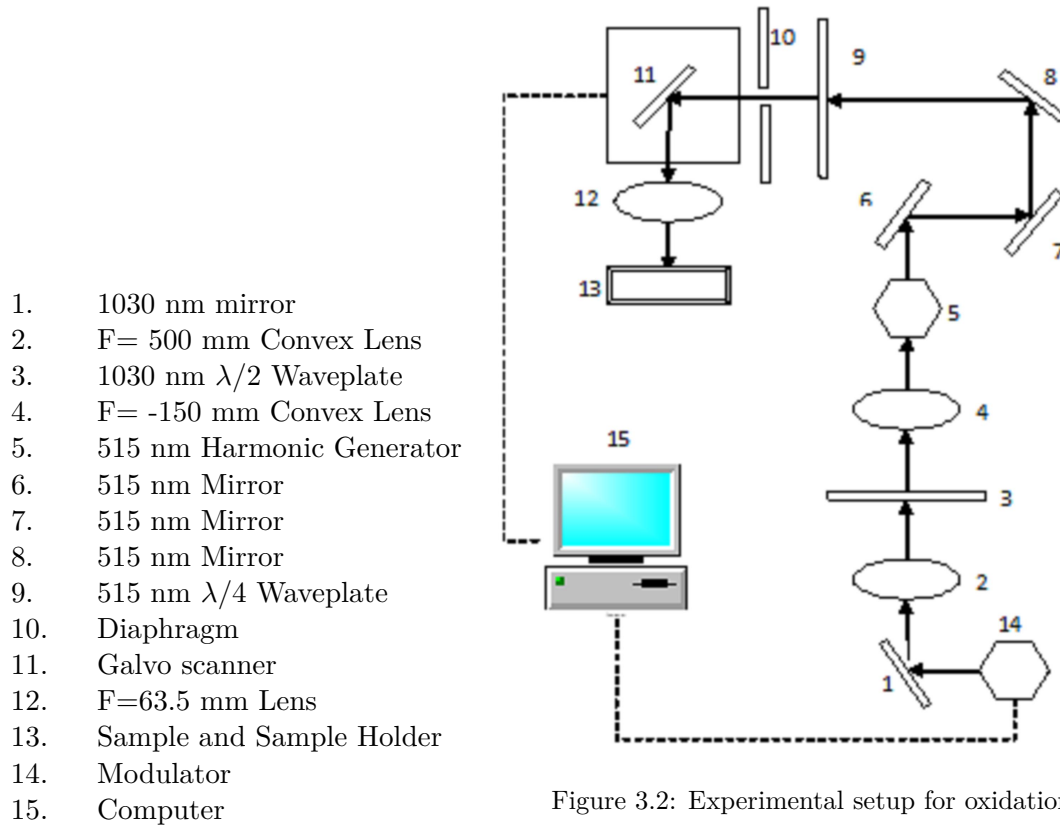 1. 1030 nm mirror
2. F= 500 mm Convex Lens
3. 1030 nm λ/2 Waveplate
4. F= -150 mm Convex Lens
5. 515 nm Harmonic Generator
6. 515 nm Mirror
7. 515 nm Mirror
8. 515 nm Mirror
9. 515 nm λ/4 Waveplate
10. Diaphragm
11. Galvo scanner
12. F=63.5 mm Lens
13. Sample and Sample Holder
14. Modulator
15. Computer
10
9
8
11
12
6
7
13
5
4
15
3
2
14
1
Figure 3.2: Experimental setup for oxidation